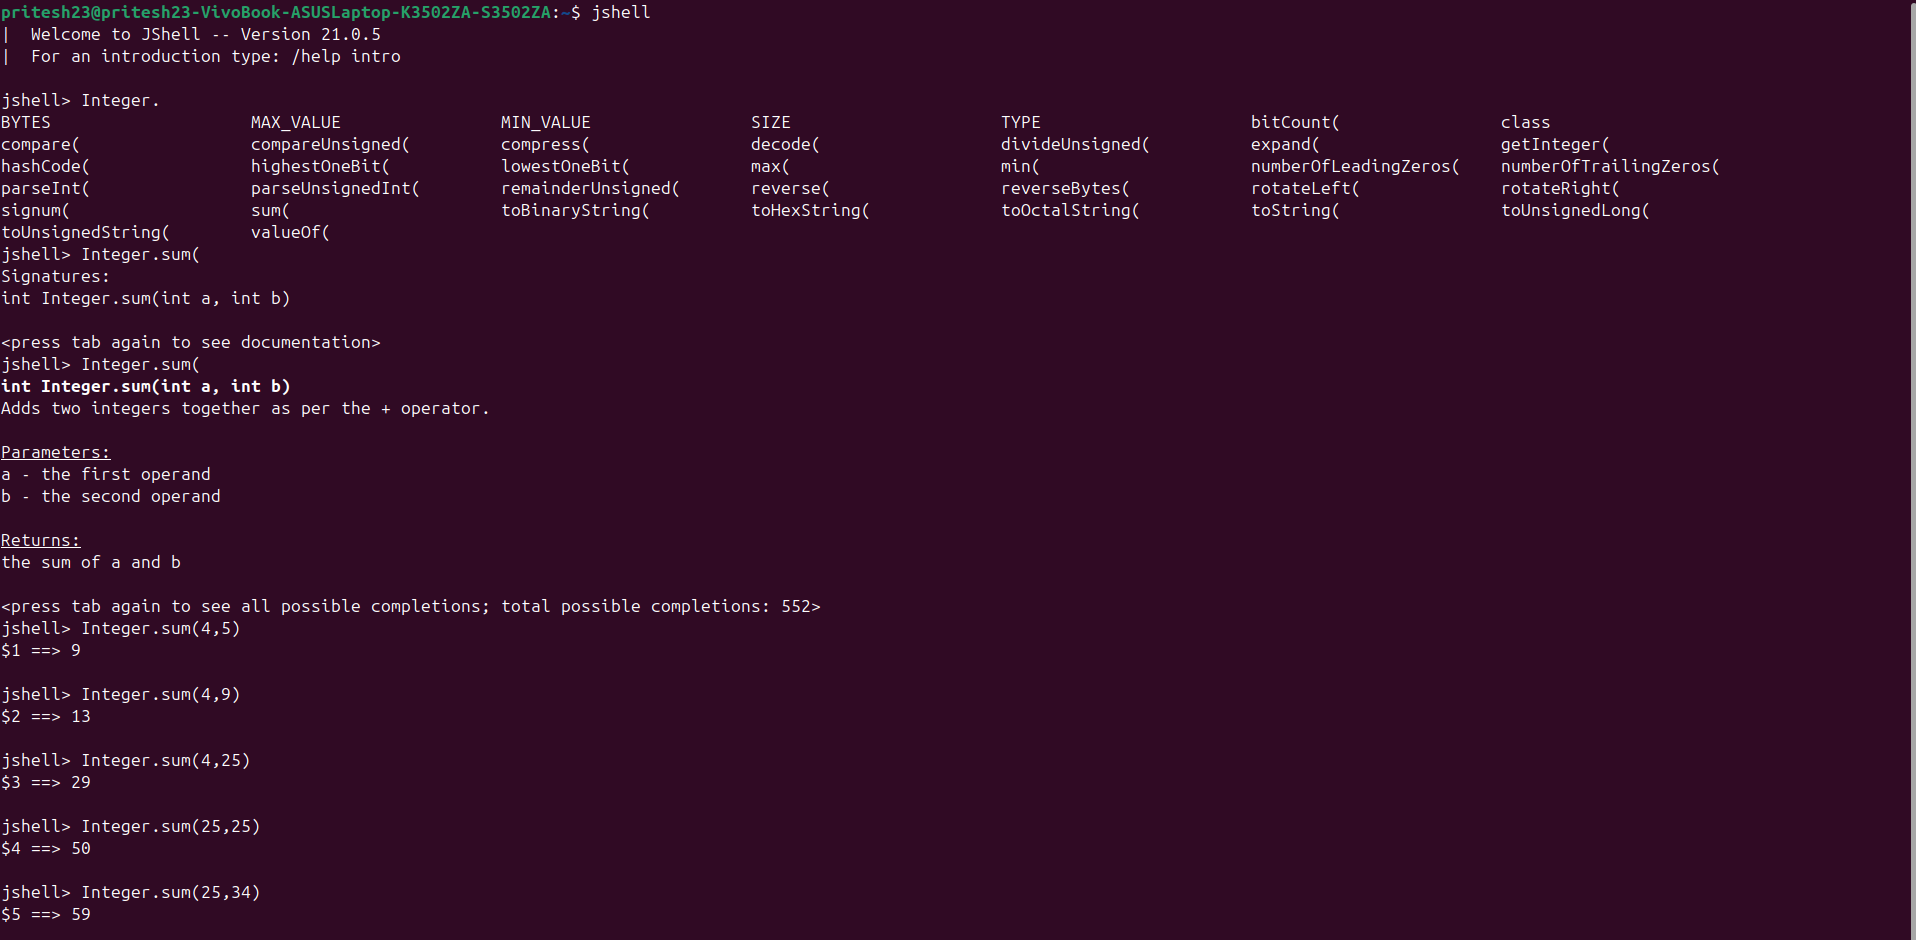 pritesh23@pritesh23-VivoBook-ASUSLaptop-K3502ZA-S3502ZA:~$ jshell
|  Welcome to JShell -- Version 21.0.5
|  For an introduction type: /help intro
jshell> Integer.
BYTES                    MAX_VALUE                MIN_VALUE                SIZE                     TYPE                     bitCount(                class
compare(                 compareUnsigned(         compress(                decode(                  divideUnsigned(          expand(                  getInteger(
hashCode(                highestOneBit(           lowestOneBit(            max(                     min(                     numberOfLeadingZeros(    numberOfTrailingZeros(
parseInt(                parseUnsignedInt(        remainderUnsigned(       reverse(                 reverseBytes(            rotateLeft(              rotateRight(
signum(                  sum(                     toBinaryString(          toHexString(             toOctalString(           toString(                toUnsignedLong(
toUnsignedString(        valueOf(
jshell> Integer.sum(
Signatures:
int Integer.sum(int a, int b)
<press tab again to see documentation>
jshell> Integer.sum(
int Integer.sum(int a, int b)
Adds two integers together as per the + operator.
Parameters:
a - the first operand
b - the second operand
Returns:
the sum of a and b
<press tab again to see all possible completions; total possible completions: 552>
jshell> Integer.sum(4,5)
$1 ==> 9
jshell> Integer.sum(4,9)
$2 ==> 13
jshell> Integer.sum(4,25)
$3 ==> 29
jshell> Integer.sum(25,25)
$4 ==> 50
jshell> Integer.sum(25,34)
$5 ==> 59